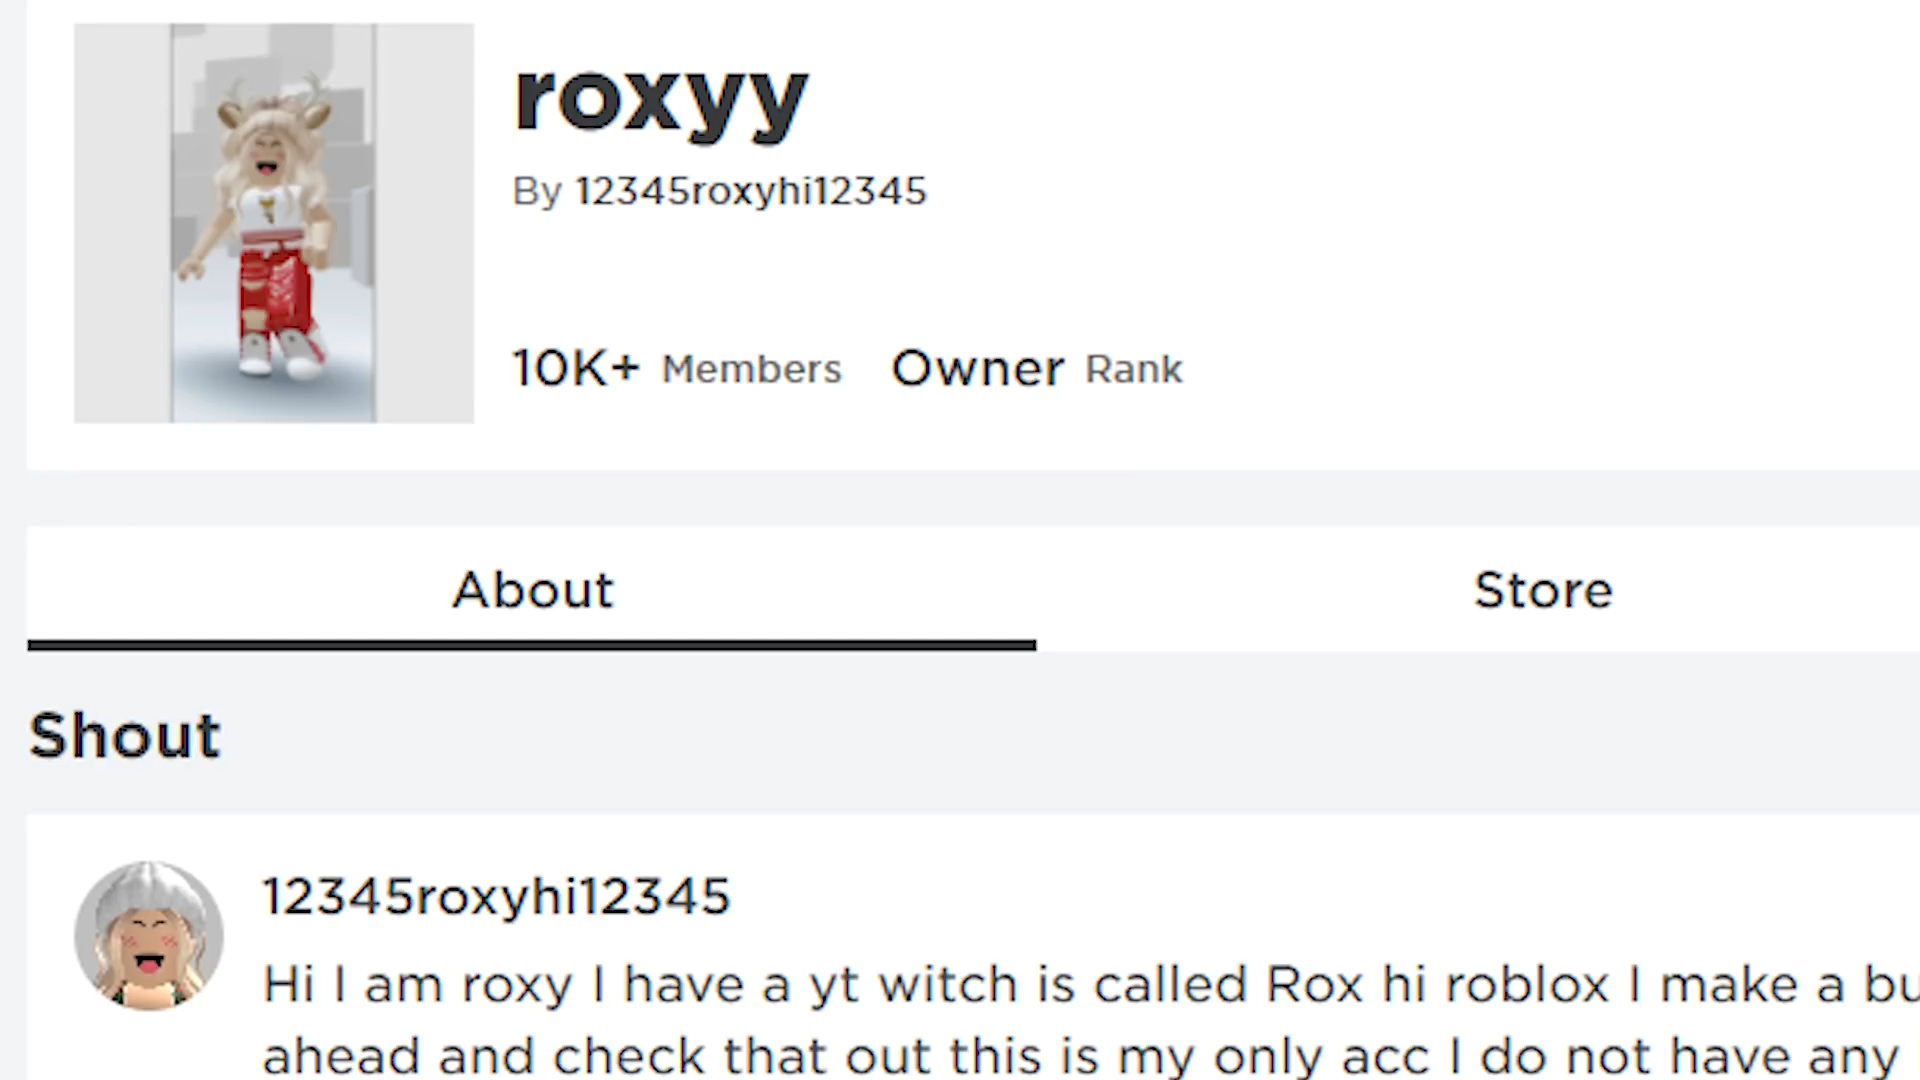 roxyy
By 12345roxyhi12345
10K+ Members Owner Rank
About Store
Shout
12345roxyhi12345
Hi I am roxy I have a yt witch is called Rox hi roblox I make a bu
ahead and check that out this is my only acc I do not have any